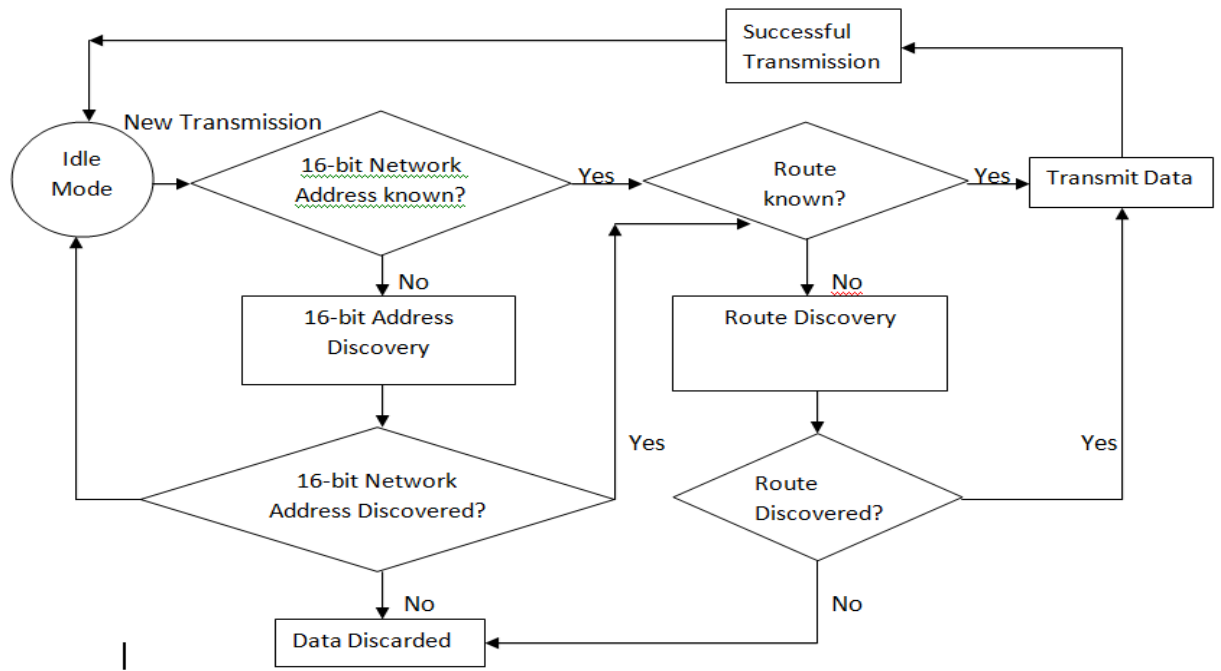 Successful
Transmission
New Transmission
Idle
Mode
16-bit Network
Address known?
Yes
Route
known?
Yes
Transmit Data
No
No
16-bit Address
Discovery
Route Discovery
Yes
Yes
16-bit Network
Address Discovered?
Route
Discovered?
No
No
Data Discarded